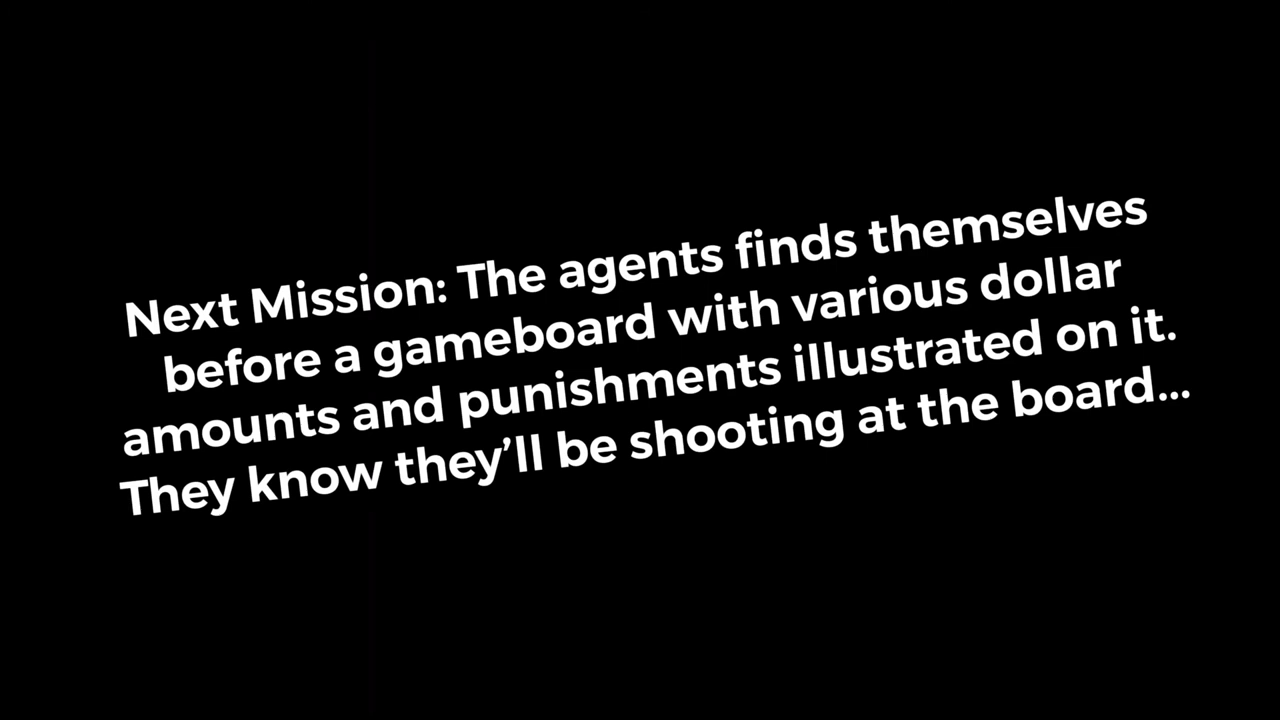 Next Mission: The agents finds themselves
before a gameboard with various dollar
amounts and punishments illustrated on it.
They know they’ll be shooting at the board...